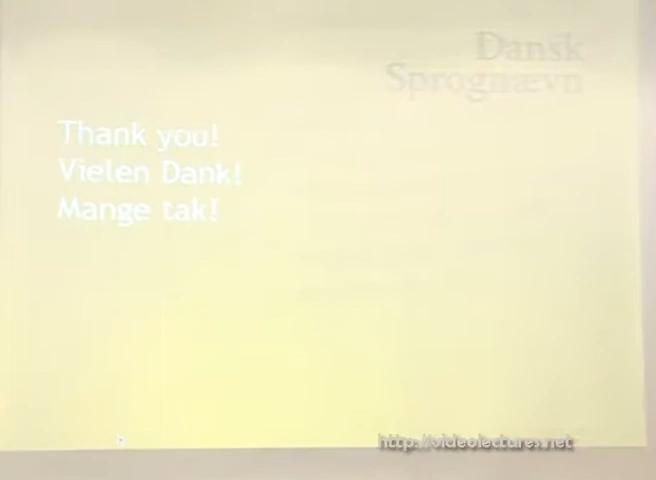 Dansk
Sprognævn
Thank you!
Vielen Dank!
Mange tak!
http://videolectures.net